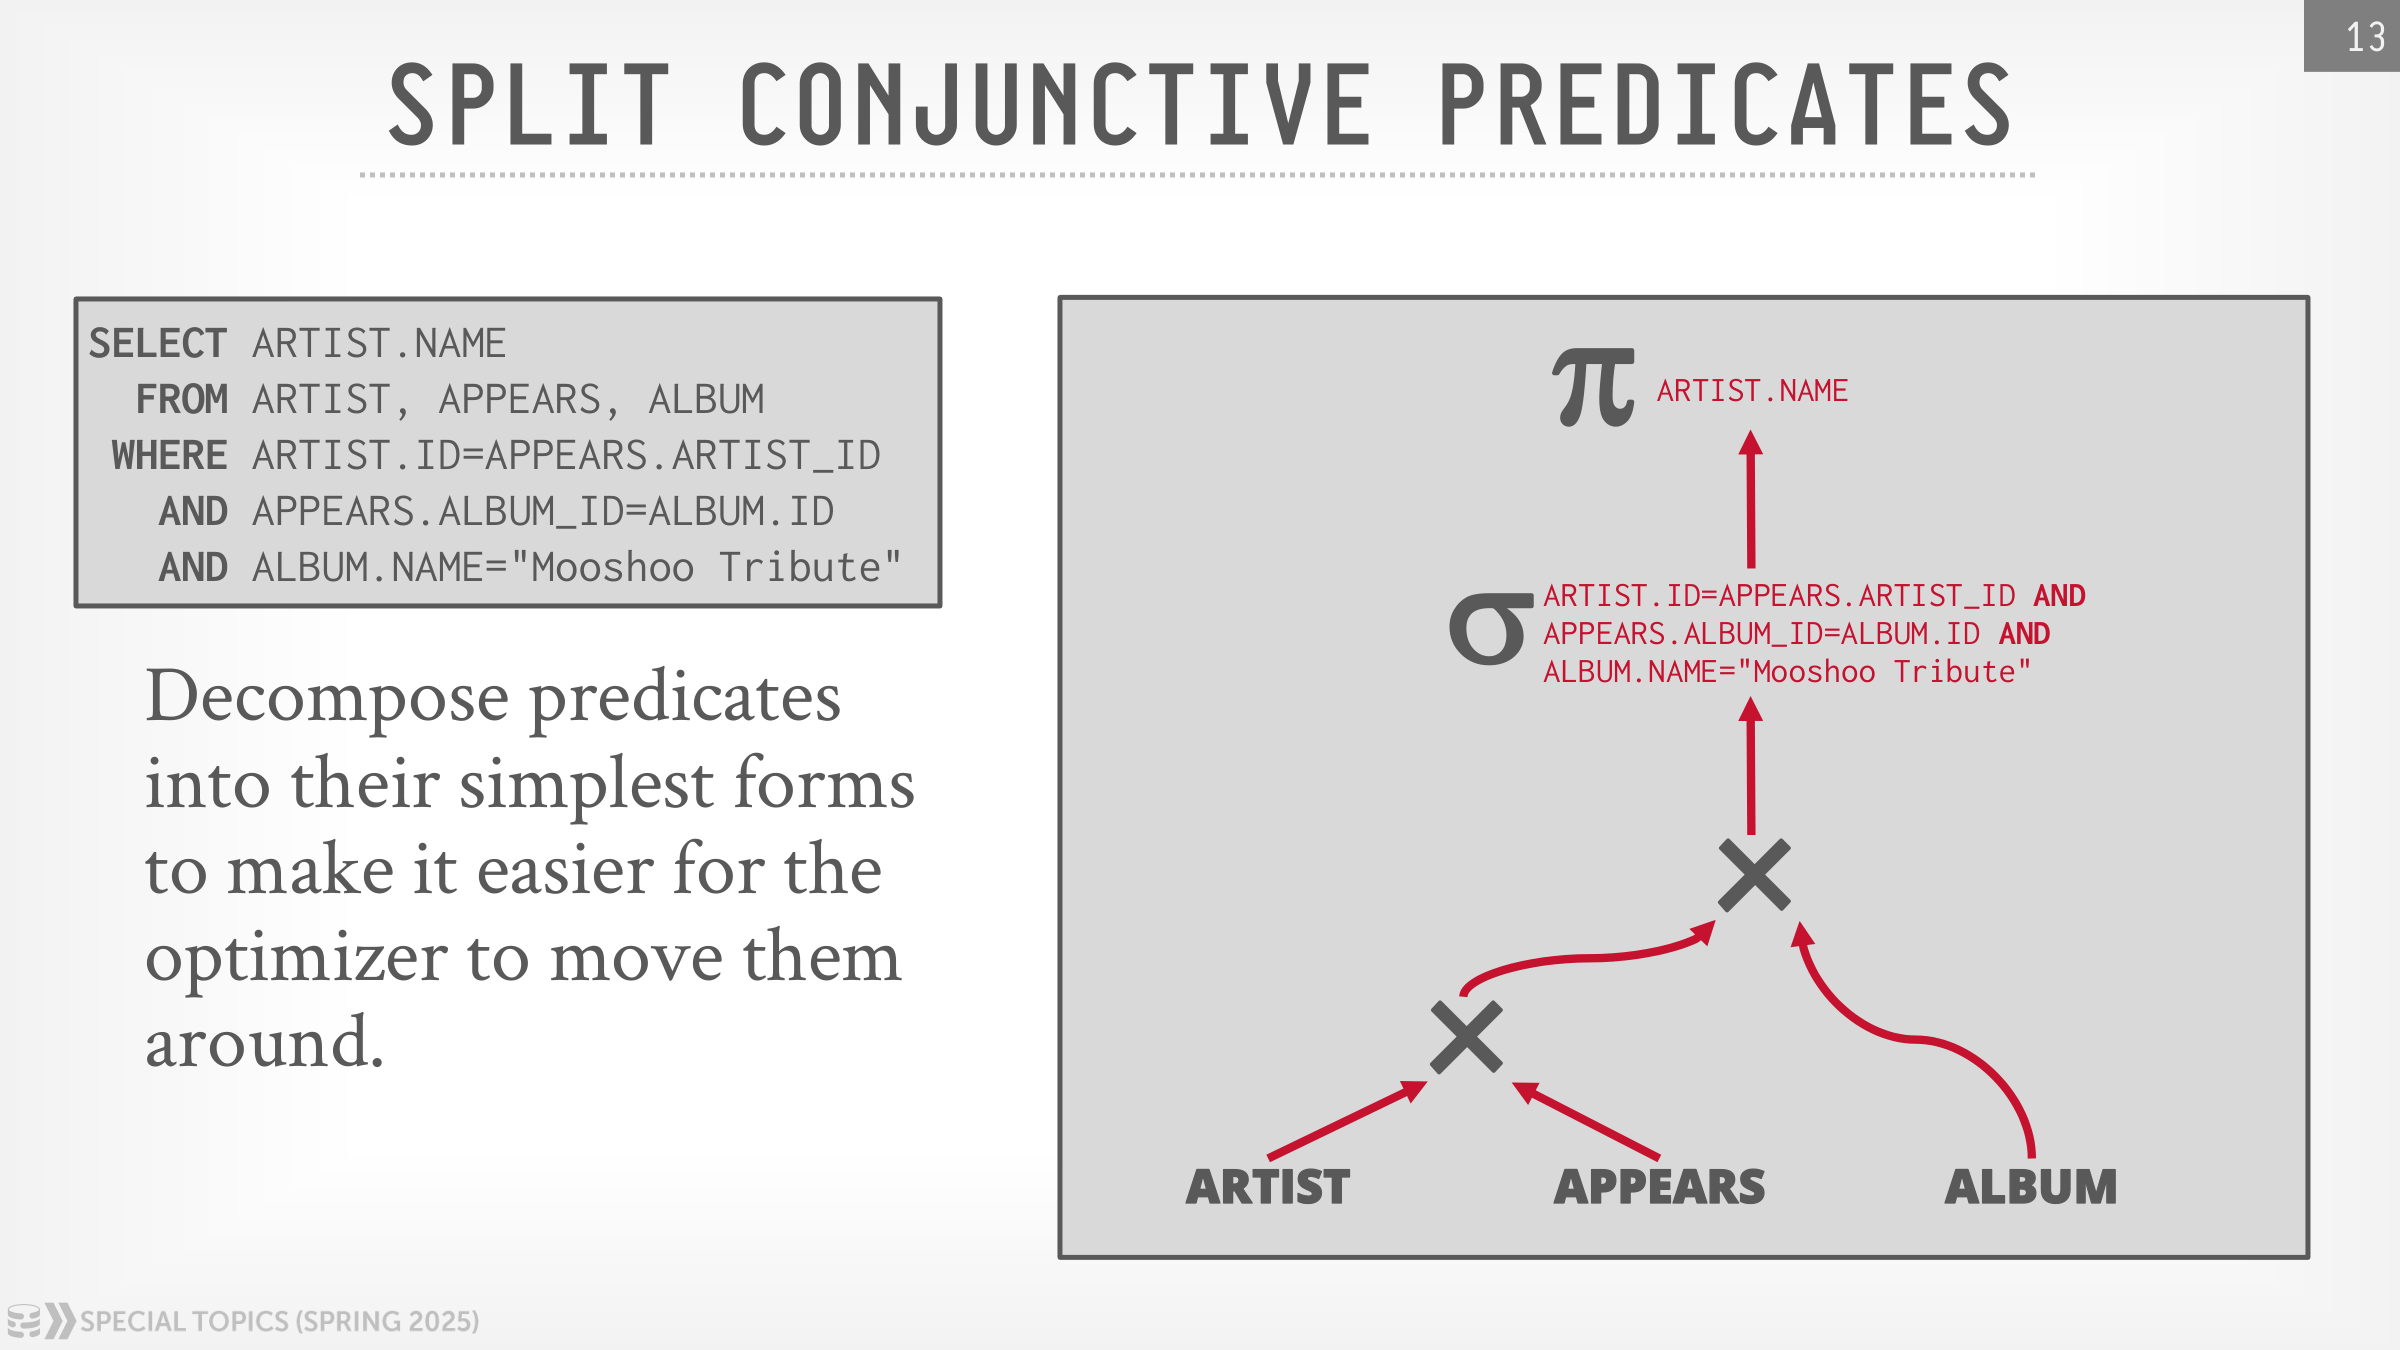 13
SPLIT CONJUNCTIVE PREDICATES
SELECT ARTIST.NAME
FROM ARTIST, APPEARS, ALBUM
WHERE ARTIST.ID=APPEARS.ARTIST_ID
AND APPEARS.ALBUM_ID=ALBUM.ID
AND ALBUM.NAME="Mooshoo Tribute"
Decompose predicates
into their simplest forms
to make it easier for the
optimizer to move them
around.
π ARTIST.NAME
σ ARTIST.ID=APPEARS.ARTIST_ID AND
APPEARS.ALBUM_ID=ALBUM.ID AND
ALBUM.NAME="Mooshoo Tribute"
×
×
ARTIST APPEARS ALBUM
SPECIAL TOPICS (SPRING 2025)